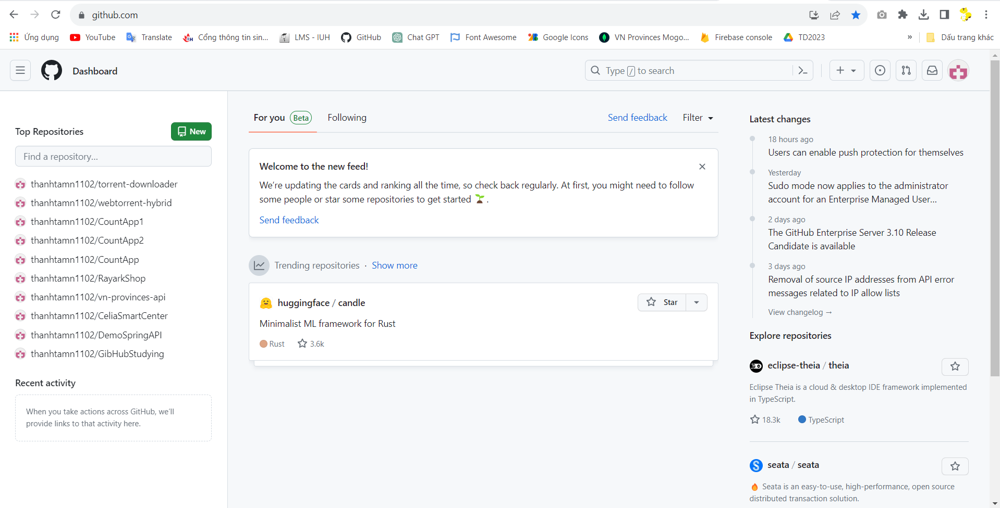 github.com
Ứng dụng
YouTube
Translate
Cổng thông tin sin...
LMS - IUH
GitHub
Chat GPT
Font Awesome
Google Icons
VN Provinces Mogo...
Firebase console
TD2023
»
Dấu trang khác
Dashboard
Type / to search
Top Repositories
New
Find a repository...
thanhtamn1102/torrent-downloader
thanhtamn1102/webtorrent-hybrid
thanhtamn1102/CountApp1
thanhtamn1102/CountApp2
thanhtamn1102/CountApp
thanhtamn1102/RayarkShop
thanhtamn1102/vn-provinces-api
thanhtamn1102/CeliaSmartCenter
thanhtamn1102/DemoSpringAPI
thanhtamn1102/GibHubStudying
Recent activity
When you take actions across GitHub, we'll
provide links to that activity here.
For you Beta
Following
Send feedback
Filter
Welcome to the new feed!
We're updating the cards and ranking all the time, so check back regularly. At first, you might need to follow
some people or star some repositories to get started 🌱 .
Send feedback
Trending repositories · Show more
huggingface / candle
Star
Minimalist ML framework for Rust
Rust
3.6k
Latest changes
18 hours ago
Users can enable push protection for themselves
Yesterday
Sudo mode now applies to the administrator
account for an Enterprise Managed User...
2 days ago
The GitHub Enterprise Server 3.10 Release
Candidate is available
3 days ago
Removal of source IP addresses from API error
messages related to IP allow lists
View changelog →
Explore repositories
eclipse-theia / theia
Eclipse Theia is a cloud & desktop IDE framework implemented
in TypeScript.
18.3k
TypeScript
seata / seata
🔥 Seata is an easy-to-use, high-performance, open source
distributed transaction solution.